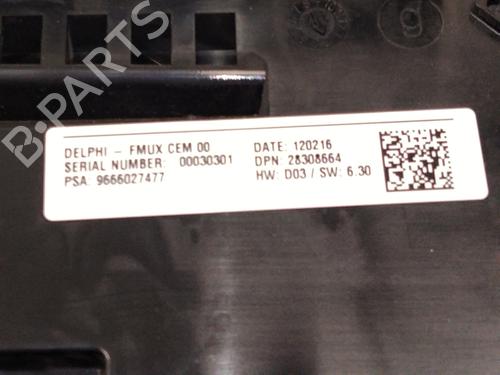 DELPHI - FMUX CEM 00
SERIAL NUMBER: 00030301
PSA: 9666027477
DATE: 120216
DPN: 28308664
HW: D03 / SW: 6.30
B-PARTS